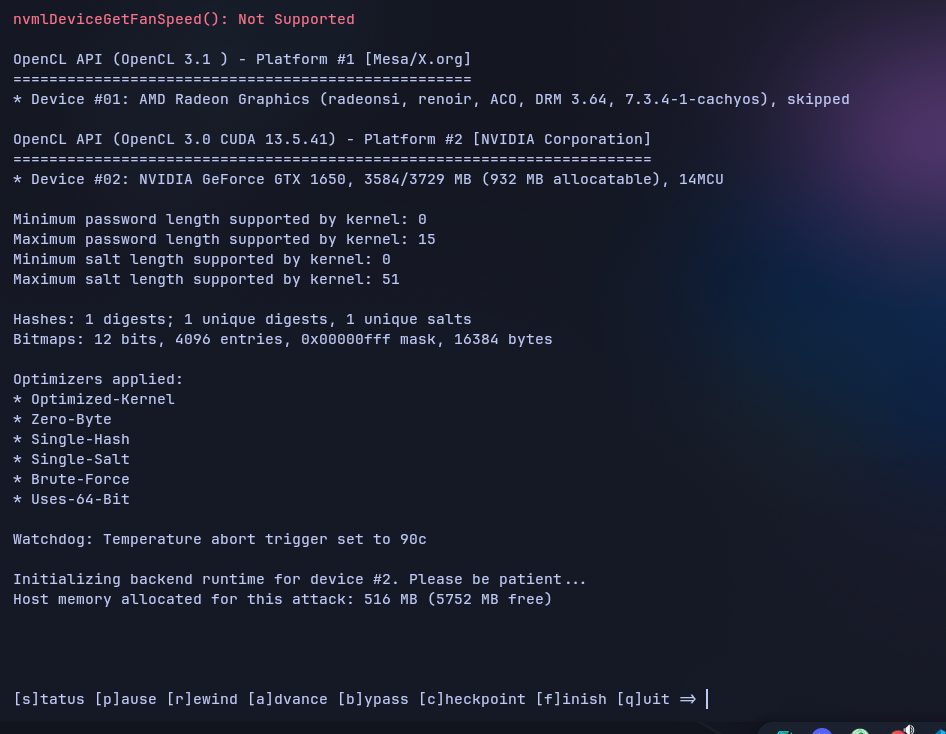 nvmlDeviceGetFanSpeed(): Not Supported
OpenCL API (OpenCL 3.1 ) - Platform #1 [Mesa/X.org]
===================================================
* Device #01: AMD Radeon Graphics (radeonsi, renoir, ACO, DRM 3.64, 7.3.4-1-cachyos), skipped
OpenCL API (OpenCL 3.0 CUDA 13.5.41) - Platform #2 [NVIDIA Corporation]
=======================================================================
* Device #02: NVIDIA GeForce GTX 1650, 3584/3729 MB (932 MB allocatable), 14MCU
Minimum password length supported by kernel: 0
Maximum password length supported by kernel: 15
Minimum salt length supported by kernel: 0
Maximum salt length supported by kernel: 51
Hashes: 1 digests; 1 unique digests, 1 unique salts
Bitmaps: 12 bits, 4096 entries, 0x00000fff mask, 16384 bytes
Optimizers applied:
* Optimized-Kernel
* Zero-Byte
* Single-Hash
* Single-Salt
* Brute-Force
* Uses-64-Bit
Watchdog: Temperature abort trigger set to 90c
Initializing backend runtime for device #2. Please be patient...
Host memory allocated for this attack: 516 MB (5752 MB free)
[s]tatus [p]ause [r]ewind [a]dvance [b]ypass [c]heckpoint [f]inish [q]uit =>